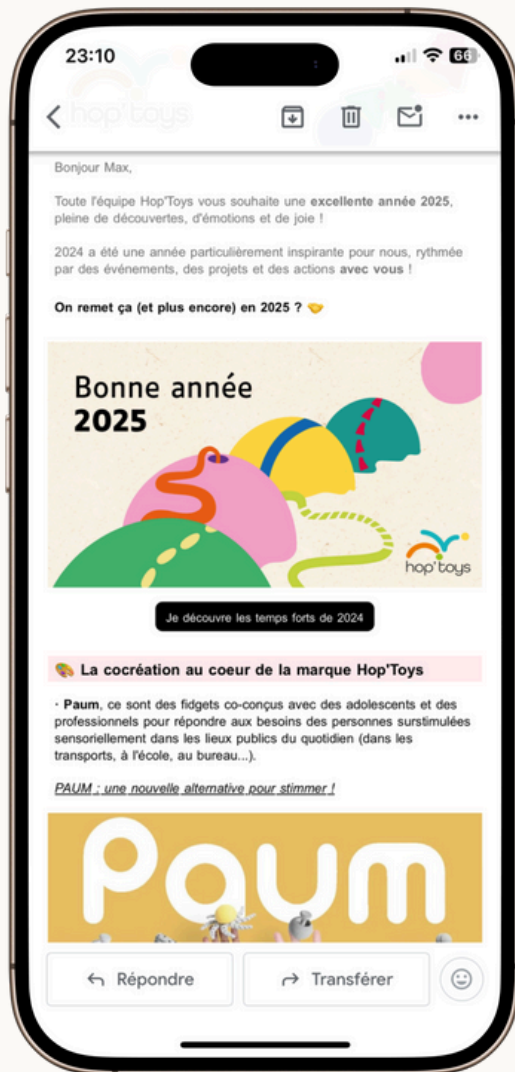 23:10
66
hop'toys
Bonjour Max,
Toute l'équipe Hop'Toys vous souhaite une excellente année 2025,
pleine de découvertes, d'émotions et de joie !
2024 a été une année particulièrement inspirante pour nous, rythmée
par des événements, des projets et des actions avec vous !
On remet ça (et plus encore) en 2025 ? 🤝
Bonne année
2025
hop'toys
Je découvre les temps forts de 2024
🎨 La cocréation au coeur de la marque Hop'Toys
· Paum, ce sont des fidgets co-conçus avec des adolescents et des
professionnels pour répondre aux besoins des personnes surstimulées
sensoriellement dans les lieux publics du quotidien (dans les
transports, à l'école, au bureau...).
PAUM : une nouvelle alternative pour stimmer !
Paum
Répondre
Transférer